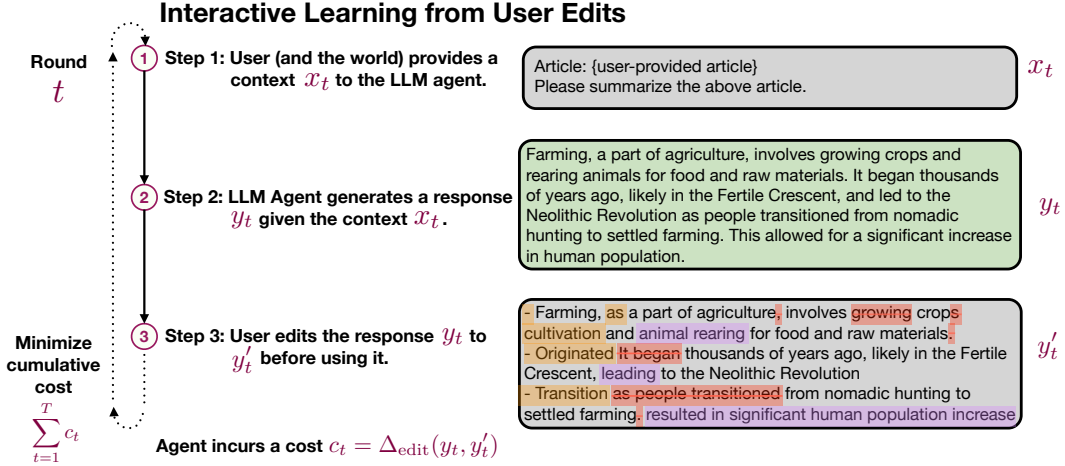 Interactive Learning from User Edits
Round
t
1
Step 1: User (and the world) provides a
context x_t to the LLM agent.
Article: {user-provided article}
Please summarize the above article.
x_t
2
Step 2: LLM Agent generates a response
y_t given the context x_t.
Farming, a part of agriculture, involves growing crops and
rearing animals for food and raw materials. It began thousands
of years ago, likely in the Fertile Crescent, and led to the
Neolithic Revolution as people transitioned from nomadic
hunting to settled farming. This allowed for a significant increase
in human population.
y_t
3
Step 3: User edits the response y_t to
y'_t before using it.
- Farming, as a part of agriculture, involves growing crops
cultivation and animal rearing for food and raw materials.
- Originated It began thousands of years ago, likely in the Fertile
Crescent, leading to the Neolithic Revolution
- Transition as people transitioned from nomadic hunting to
settled farming. resulted in significant human population increase
y'_t
Minimize
cumulative
cost
\sum_{t=1}^{T} c_t
Agent incurs a cost c_t = Δ_edit(y_t, y'_t)